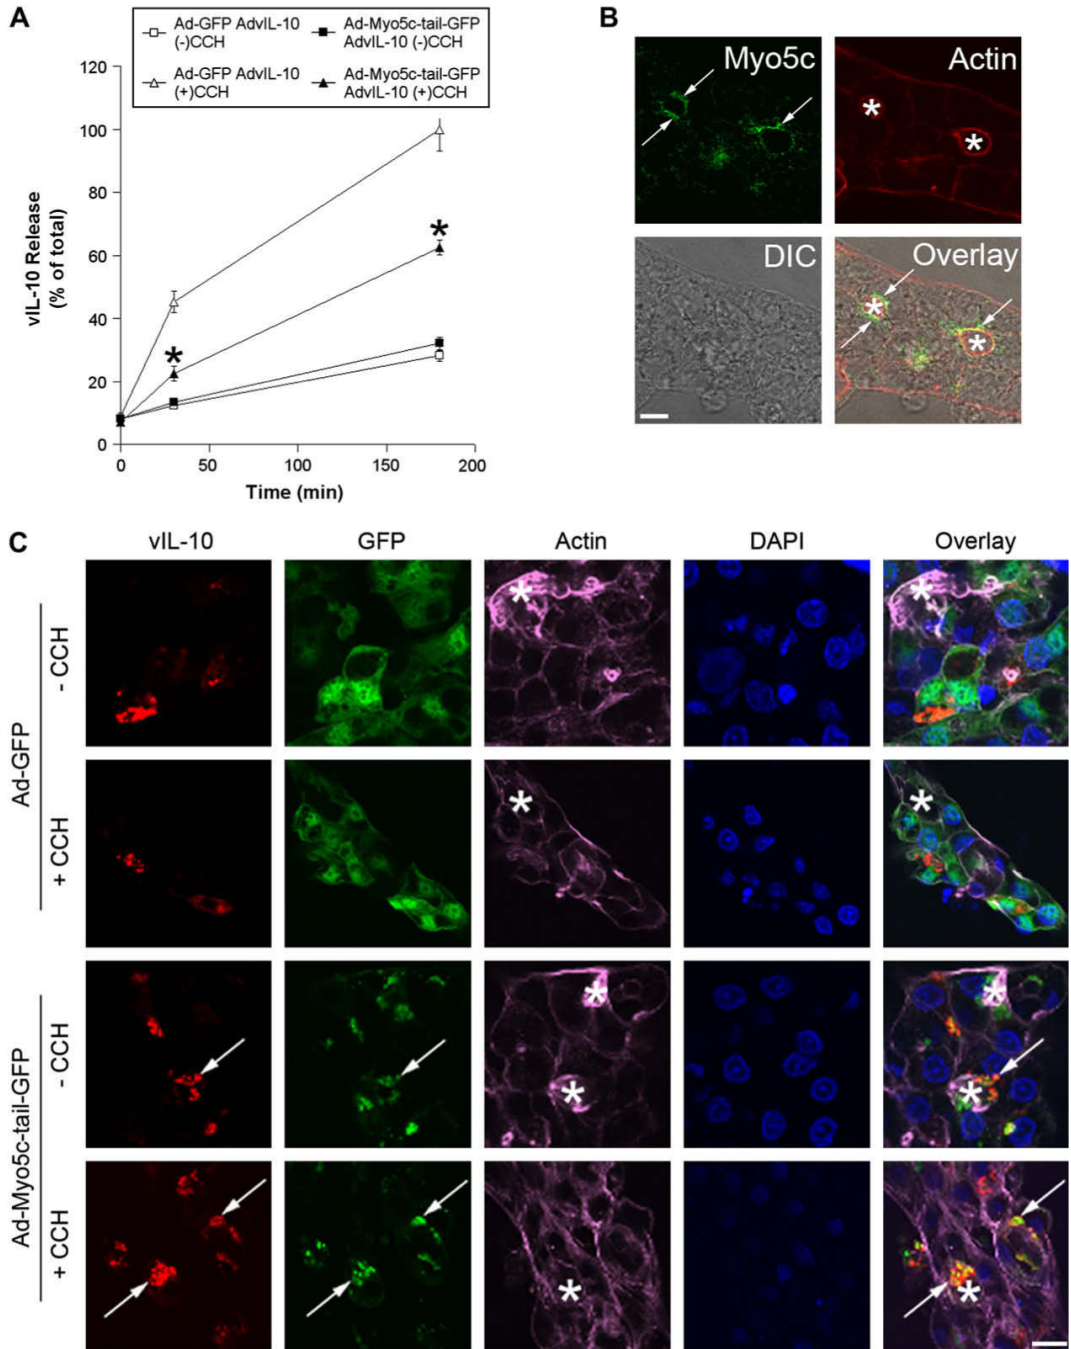 A
Ad-GFP AdvIL-10
(-)CCH
Ad-Myo5c-tail-GFP
AdvIL-10 (-)CCH
Ad-GFP AdvIL-10
(+)CCH
Ad-Myo5c-tail-GFP
AdvIL-10 (+)CCH
120
100
80
60
40
20
0
vIL-10 Release
(% of total)
*
*
0
50
100
150
200
Time (min)
B
Myo5c
Actin
*
*
DIC
Overlay
*
*
C
vIL-10
GFP
Actin
DAPI
Overlay
Ad-GFP
- CCH
*
*
+ CCH
*
*
Ad-Myo5c-tail-GFP
- CCH
*
*
*
*
+ CCH
*
*